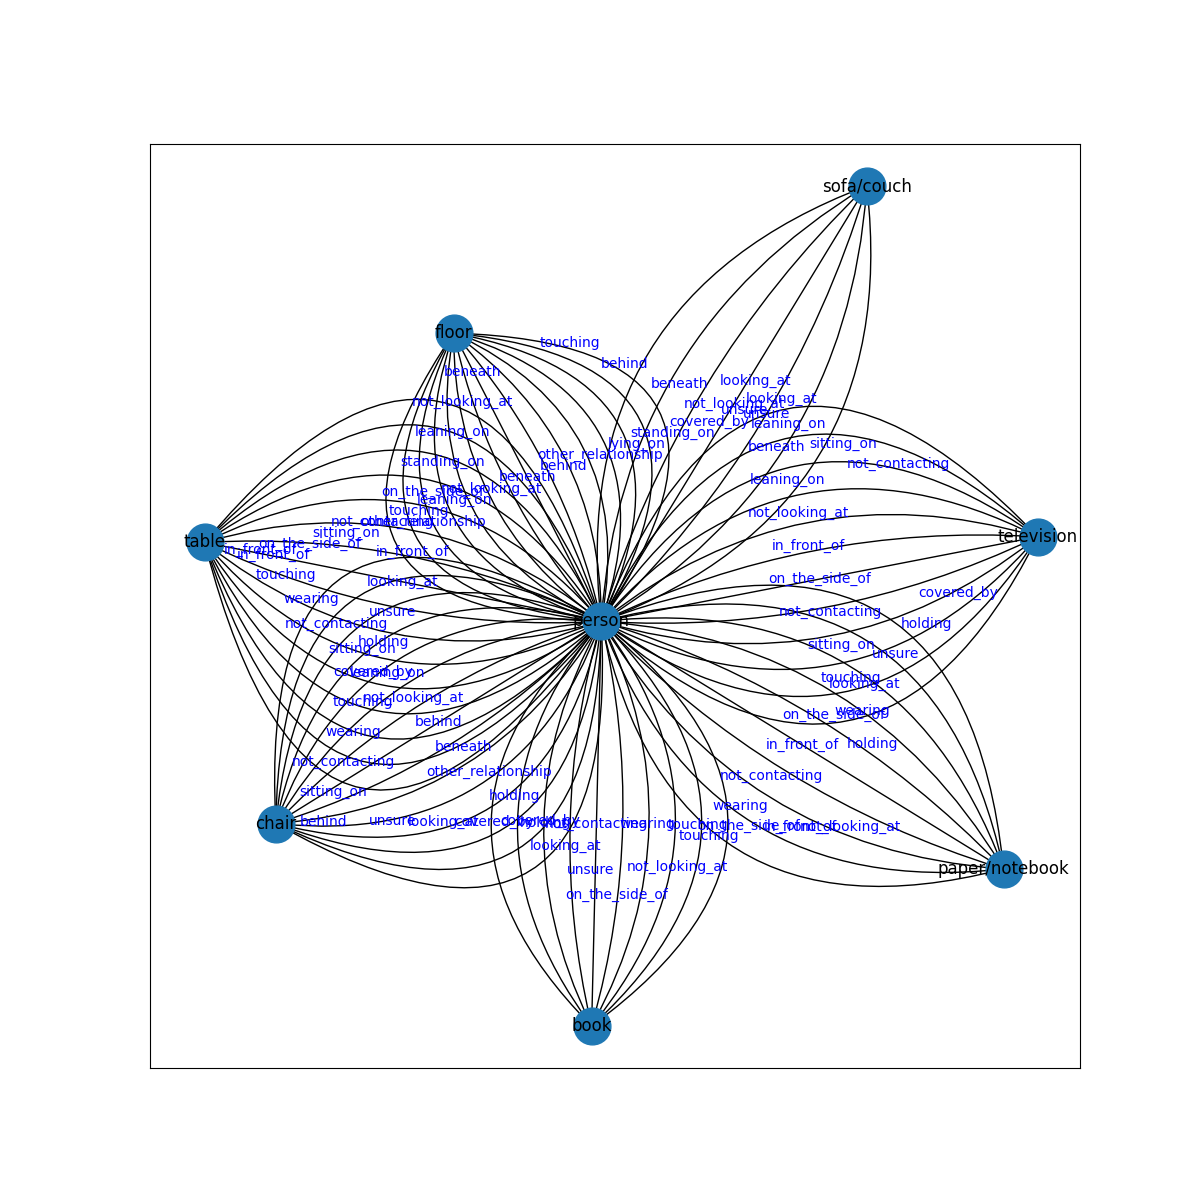 sofa/couch
floor
touching
behind
beneath
beneath
looking_at
not_looking_at
not_looking_at
looking_at
unsure
unsure
covered_by
leaning_on
leaning_on
standing_on
lying_on
sitting_on
other_relationship
behind
beneath
not_contacting
standing_on
beneath
leaning_on
on_the_side_of
not_looking_at
leaning_on
touching
not_looking_at
not_contacting
other_relationship
sitting_on
table
in_front_of
on_the_side_of
in_front_of
in_front_of
in_front_of
television
touching
looking_at
on_the_side_of
wearing
unsure
not_contacting
covered_by
not_contacting
person
holding
holding
sitting_on
sitting_on
unsure
covered_by
leaning_on
touching
looking_at
touching
not_looking_at
wearing
on_the_side_of
behind
wearing
beneath
in_front_of
holding
not_contacting
other_relationship
not_contacting
sitting_on
holding
wearing
chair
behind
unsure
looking_at
covered_by
covered_by
not_contacting
wearing
touching
on_the_side_of
in_front_of
not_looking_at
touching
looking_at
unsure
not_looking_at
paper/notebook
on_the_side_of
book